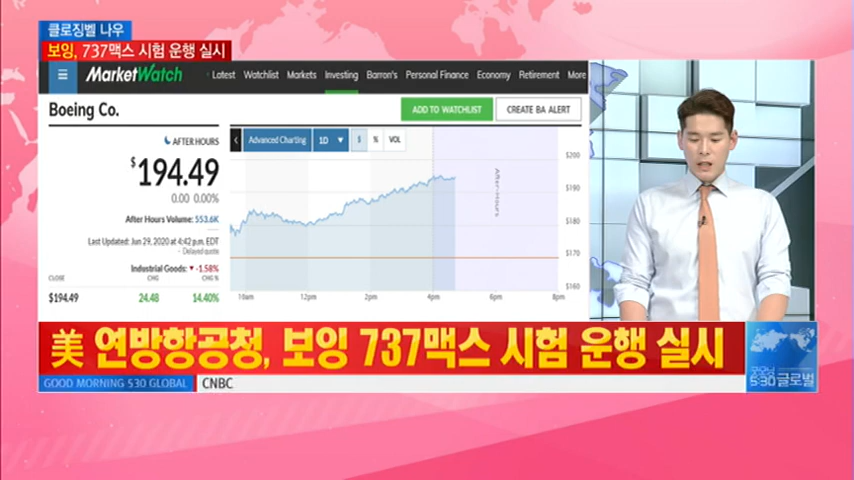 클로징벨 나우
보잉, 737맥스 시험 운행 실시
MarketWatch
Latest Watchlist Markets Investing Barron's Personal Finance Economy Retirement More
Boeing Co.
ADD TO WATCHLIST
CREATE BA ALERT
AFTER HOURS
$194.49
0.00 0.00%
After Hours Volume: 553.6K
Last Updated: Jun 29, 2020 at 4:42 p.m. EDT
Delayed quote
Industrial Goods: ▼-1.58%
CLOSE CHG CHG %
$194.49 24.48 14.40%
Advanced Charting 1D ▼ $ % VOL
After-Hours
$200
$190
$180
$170
$160
10am 12pm 2pm 4pm 6pm 8pm
美 연방항공청, 보잉 737맥스 시험 운행 실시
GOOD MORNING 530 GLOBAL
CNBC
굿모닝
5:30 글로벌